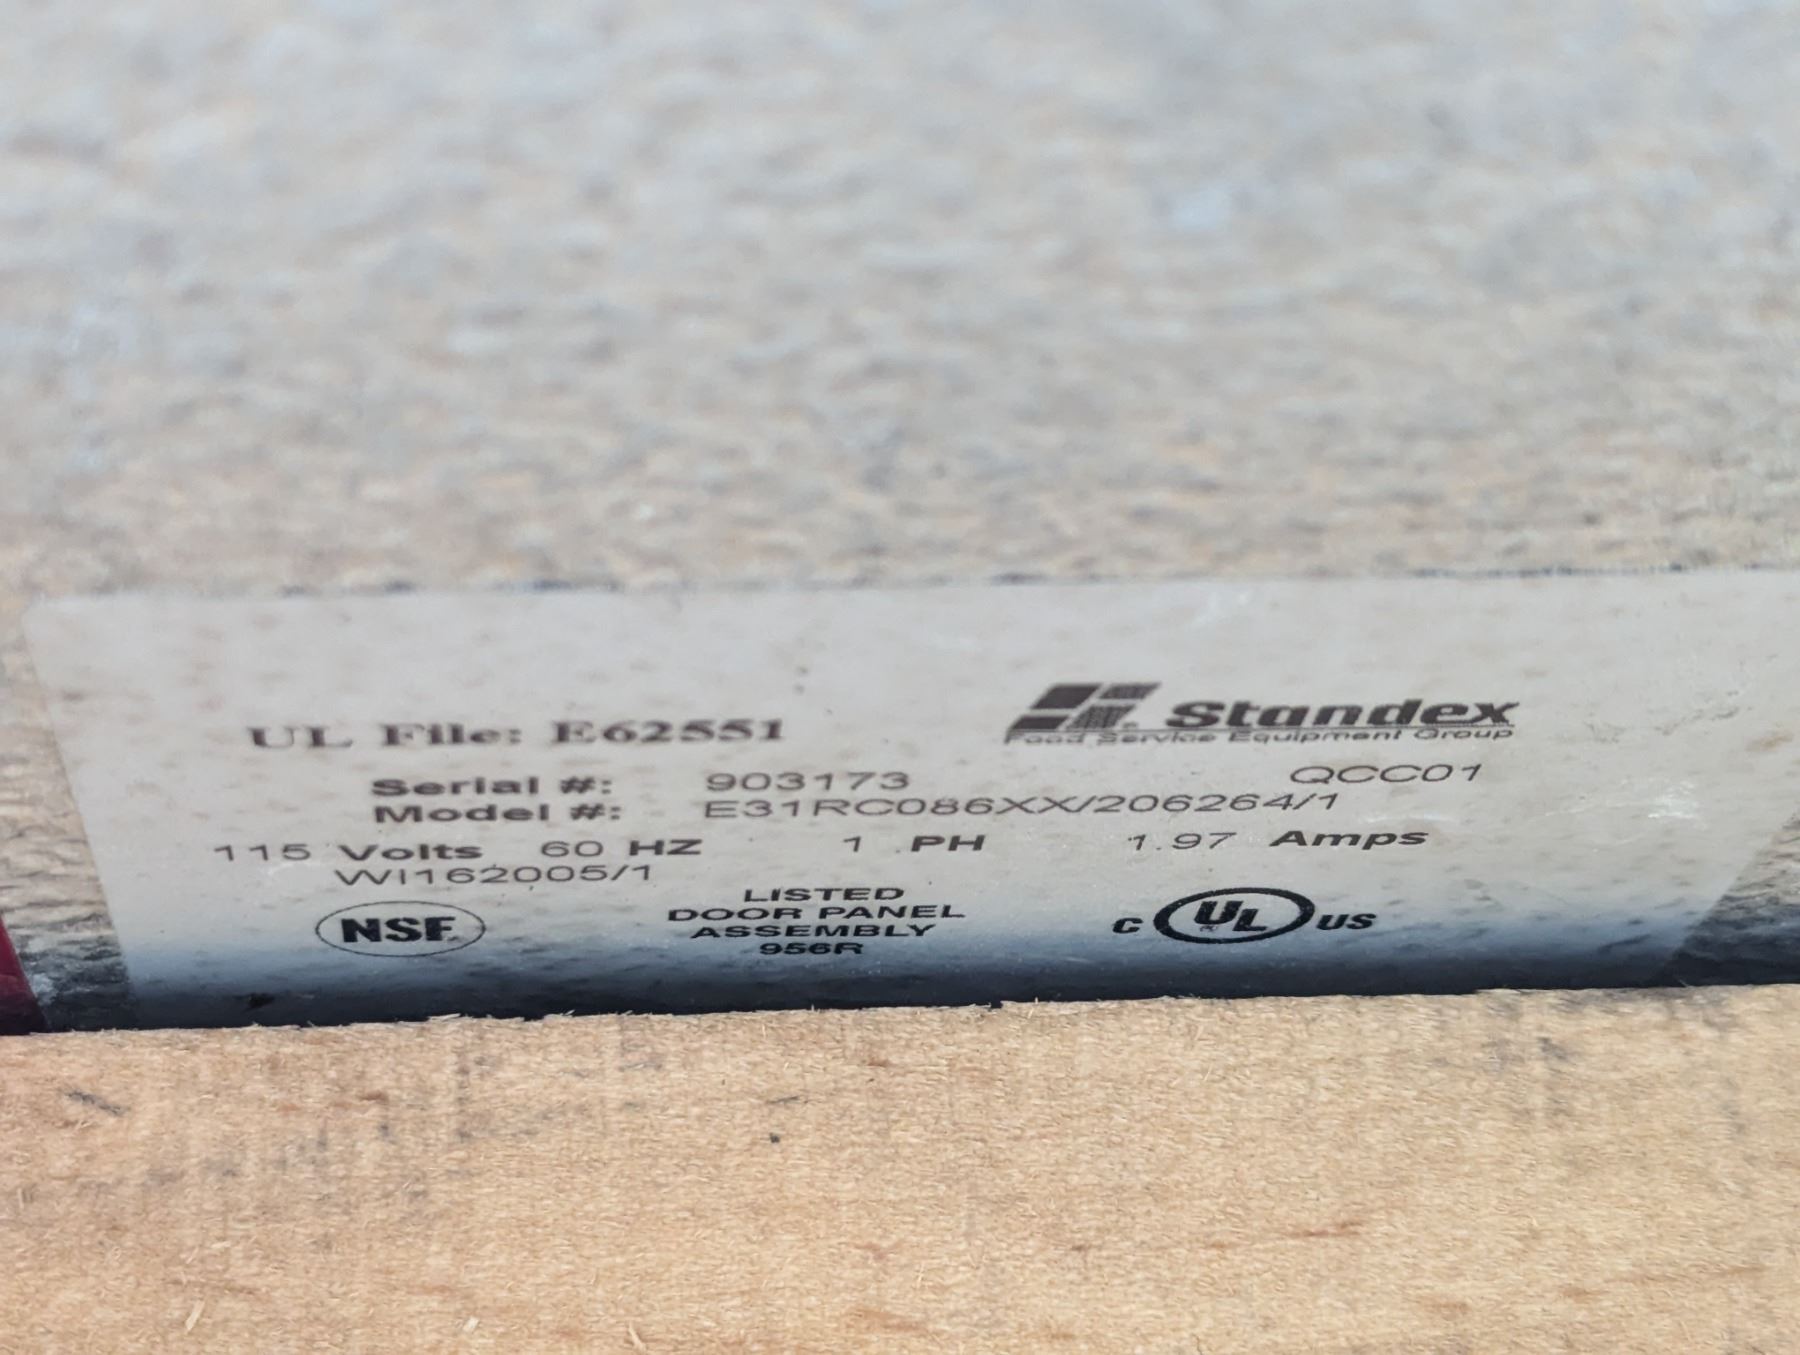 UL File: E62551
Standex
Food Service Equipment Group
Serial #: 903173 QCC01
Model #: E31RC086XX/206264/1
115 Volts 60 HZ 1 PH 1.97 Amps
WI162005/1
NSF
LISTED
DOOR PANEL
ASSEMBLY
956R
C UL US